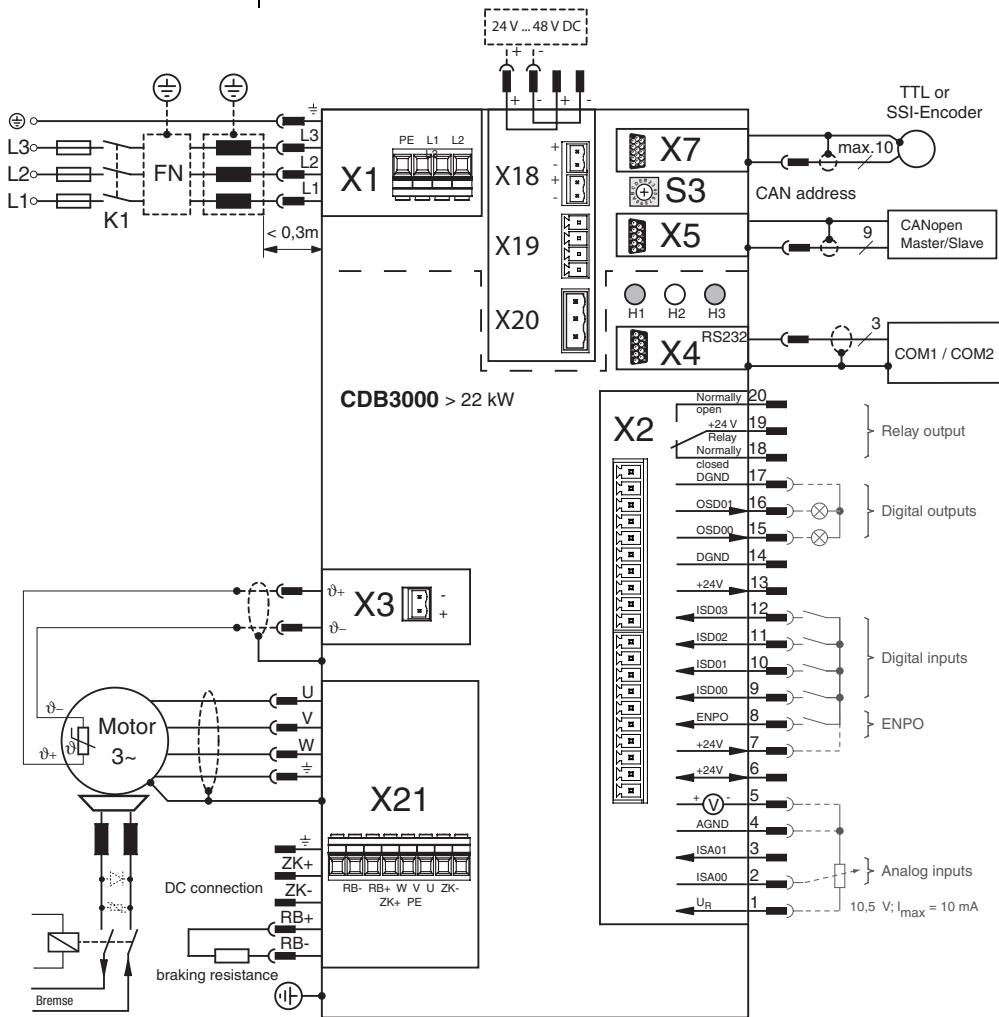 24 V ... 48 V DC
+ -
+ - + -
TTL or
SSI-Encoder
max.10
X7
S3
CAN address
X5
9
CANopen
Master/Slave
H1 H2 H3
RS232
X4
3
COM1 / COM2
L3
L2
L1
K1
FN
< 0,3m
L3
L2
L1
X1
PE L1 L2
L3
X18
+
-
+
-
X19
X20
CDB3000 > 22 kW
X2
Normally open 20
+24 V 19
Relay
Normally closed 18
DGND 17
OSD01 16
OSD00 15
DGND 14
+24V 13
ISD03 12
ISD02 11
ISD01 10
ISD00 9
ENPO 8
+24V 7
+24V 6
+ V - 5
AGND 4
ISA01 3
ISA00 2
UR 1
Relay output
Digital outputs
Digital inputs
ENPO
Analog inputs
10,5 V; Imax = 10 mA
ϑ+
ϑ-
X3
-
+
ϑ-
ϑ+
ϑ
Motor
3~
U
V
W
X21
ZK+
ZK-
RB+
RB-
RB- RB+ W V U ZK-
ZK+ PE
DC connection
braking resistance
Bremse